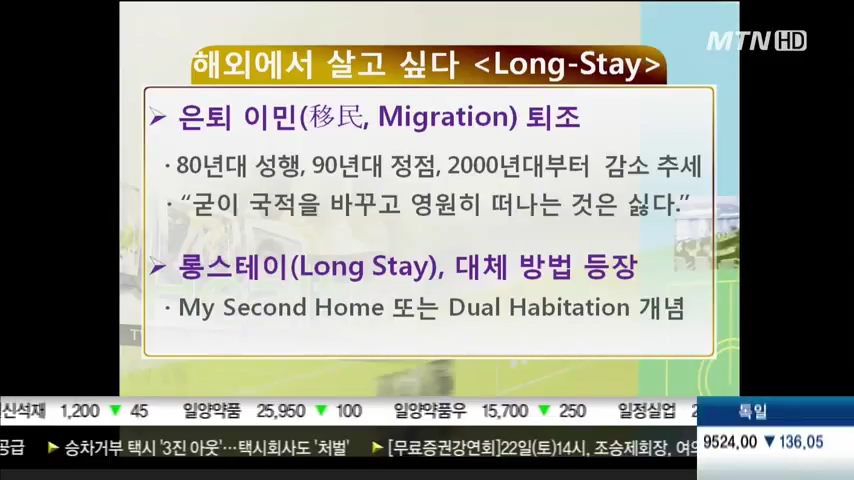 MTN HD
해외에서 살고 싶다 <Long-Stay>
➢ 은퇴 이민(移民, Migration) 퇴조
· 80년대 성행, 90년대 정점, 2000년대부터 감소 추세
· “굳이 국적을 바꾸고 영원히 떠나는 것은 싫다.”
➢ 롱스테이(Long Stay), 대체 방법 등장
· My Second Home 또는 Dual Habitation 개념
신석재 1,200 ▼ 45 일양약품 25,950 ▼ 100 일양약품우 15,700 ▼ 250 일정실업
독일
9524,00 ▼136,05
공급 ▶ 승차거부 택시 '3진 아웃'…택시회사도 '처벌' ▶ [무료증권강연회]22일(토)14시, 조승제회장, 여의